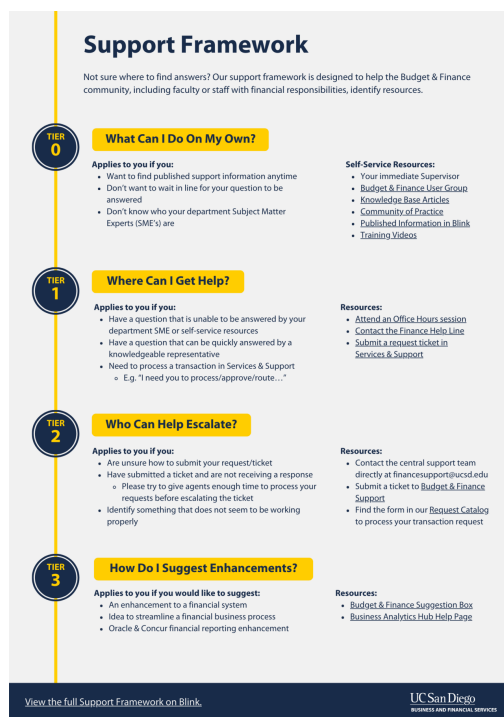 Support Framework
Not sure where to find answers? Our support framework is designed to help the Budget & Finance
community, including faculty or staff with financial responsibilities, identify resources.
TIER
0
What Can I Do On My Own?
Applies to you if you:
• Want to find published support information anytime
• Don't want to wait in line for your question to be
answered
• Don't know who your department Subject Matter
Experts (SME's) are
Self-Service Resources:
• Your immediate Supervisor
• Budget & Finance User Group
• Knowledge Base Articles
• Community of Practice
• Published Information in Blink
• Training Videos
TIER
1
Where Can I Get Help?
Applies to you if you:
• Have a question that is unable to be answered by your
department SME or self-service resources
• Have a question that can be quickly answered by a
knowledgeable representative
• Need to process a transaction in Services & Support
◦ E.g. "I need you to process/approve/route…"
Resources:
• Attend an Office Hours session
• Contact the Finance Help Line
• Submit a request ticket in
Services & Support
TIER
2
Who Can Help Escalate?
Applies to you if you:
• Are unsure how to submit your request/ticket
• Have submitted a ticket and are not receiving a response
◦ Please try to give agents enough time to process your
requests before escalating the ticket
• Identify something that does not seem to be working
properly
Resources:
• Contact the central support team
directly at financesupport@ucsd.edu
• Submit a ticket to Budget & Finance
Support
• Find the form in our Request Catalog
to process your transaction request
TIER
3
How Do I Suggest Enhancements?
Applies to you if you would like to suggest:
• An enhancement to a financial system
• Idea to streamline a financial business process
• Oracle & Concur financial reporting enhancement
Resources:
• Budget & Finance Suggestion Box
• Business Analytics Hub Help Page
View the full Support Framework on Blink.
UC San Diego
BUSINESS AND FINANCIAL SERVICES